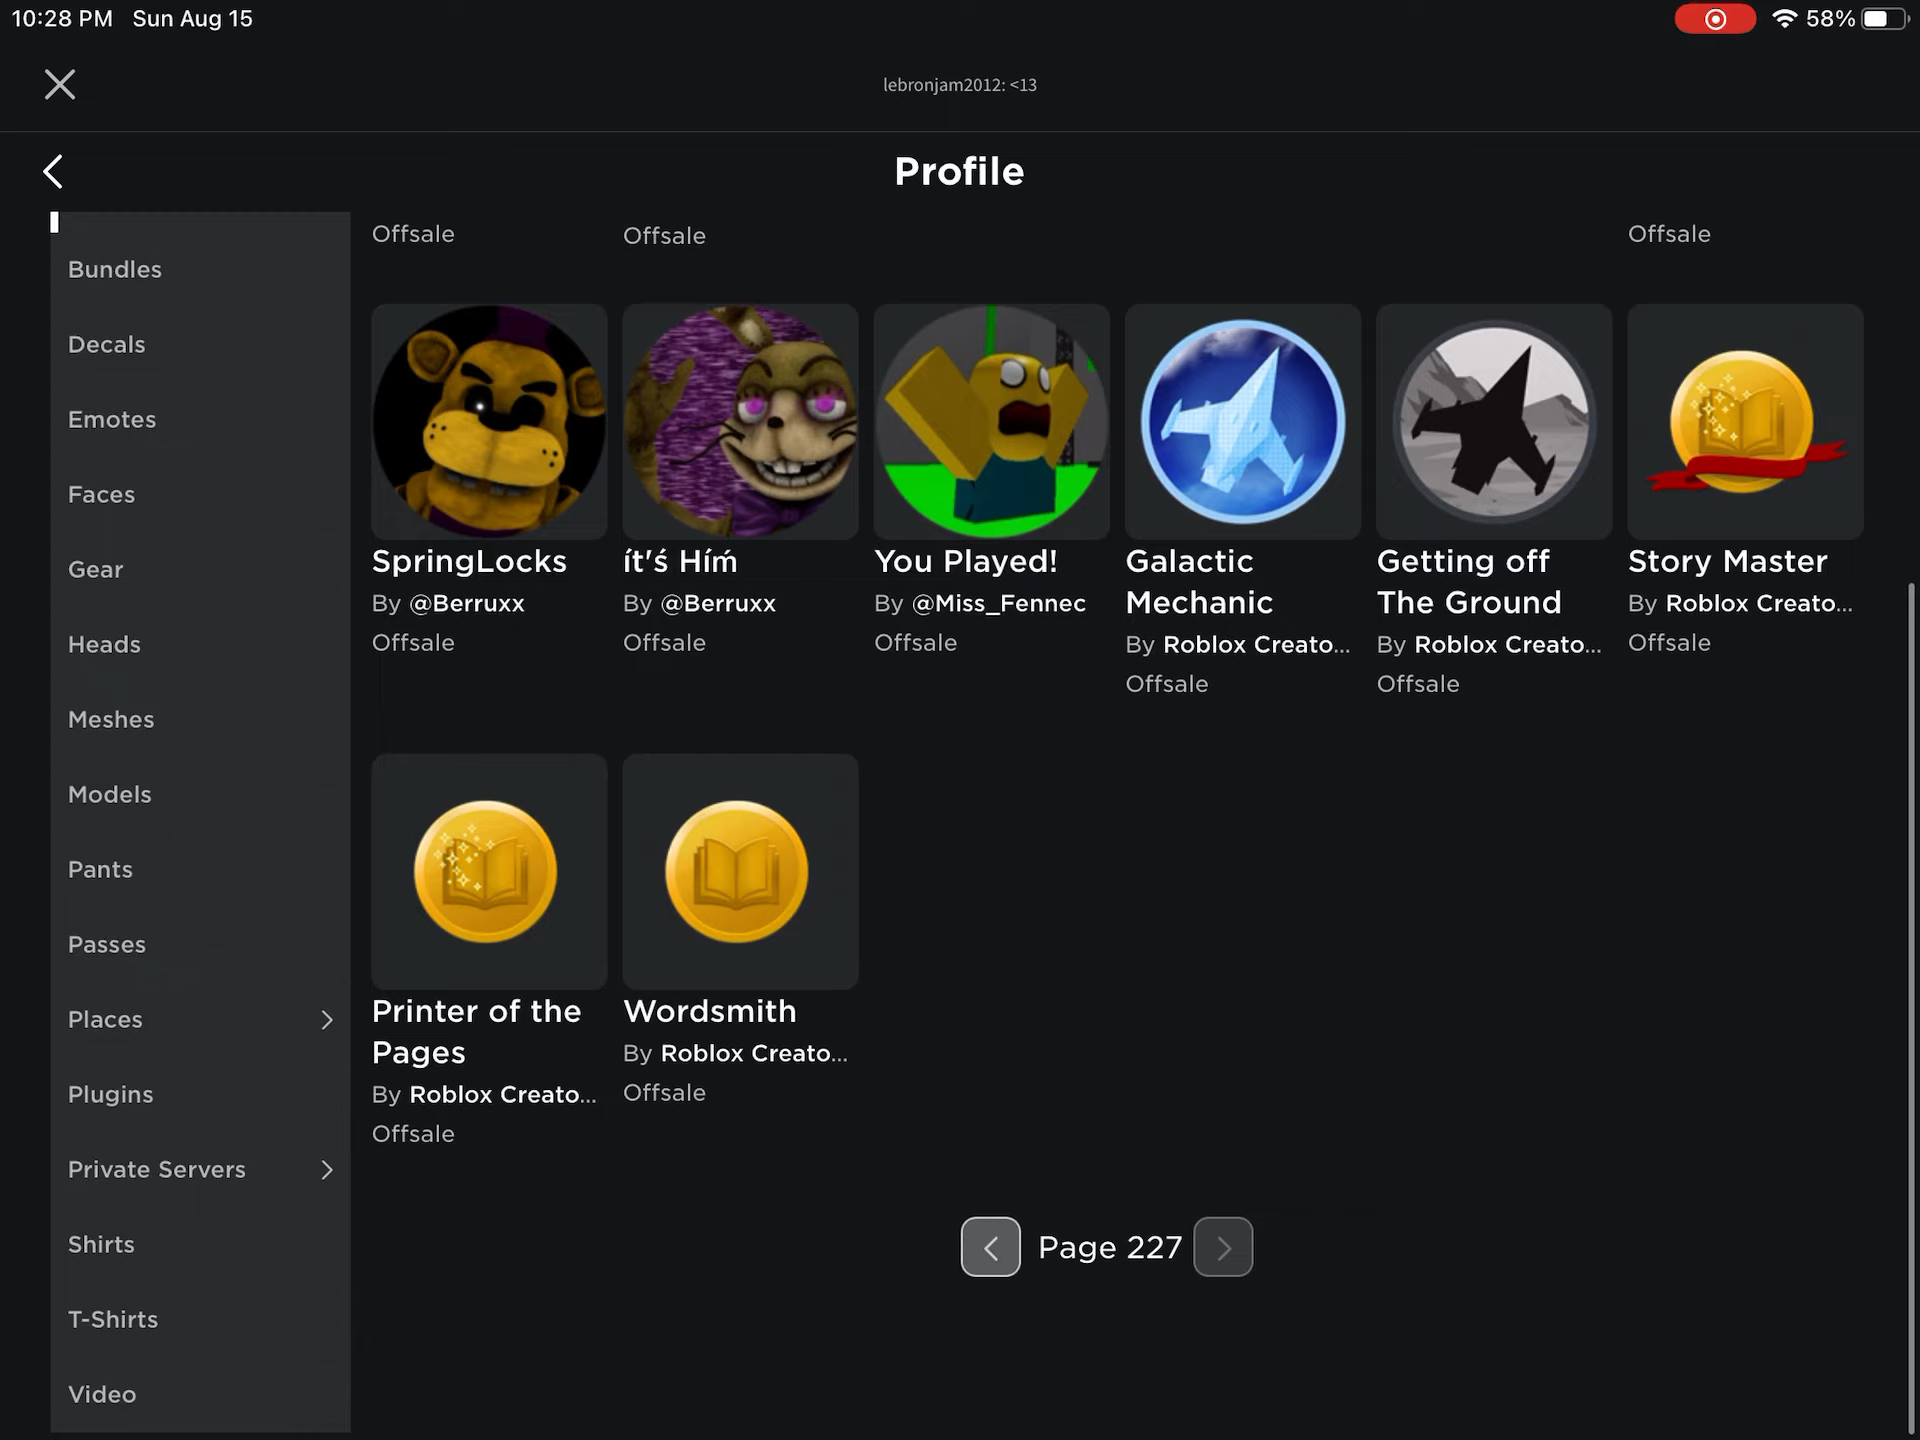 10:28 PM Sun Aug 15
58%
lebronjam2012: <13
Profile
Offsale
Offsale
Offsale
Bundles
Decals
Emotes
Faces
Gear
Heads
Meshes
Models
Pants
Passes
Places
Plugins
Private Servers
Shirts
T-Shirts
Video
SpringLocks
By @Berruxx
Offsale
ít'ś Híḿ
By @Berruxx
Offsale
You Played!
By @Miss_Fennec
Offsale
Galactic
Mechanic
By Roblox Creato...
Offsale
Getting off
The Ground
By Roblox Creato...
Offsale
Story Master
By Roblox Creato...
Offsale
Printer of the
Pages
By Roblox Creato...
Offsale
Wordsmith
By Roblox Creato...
Offsale
Page 227